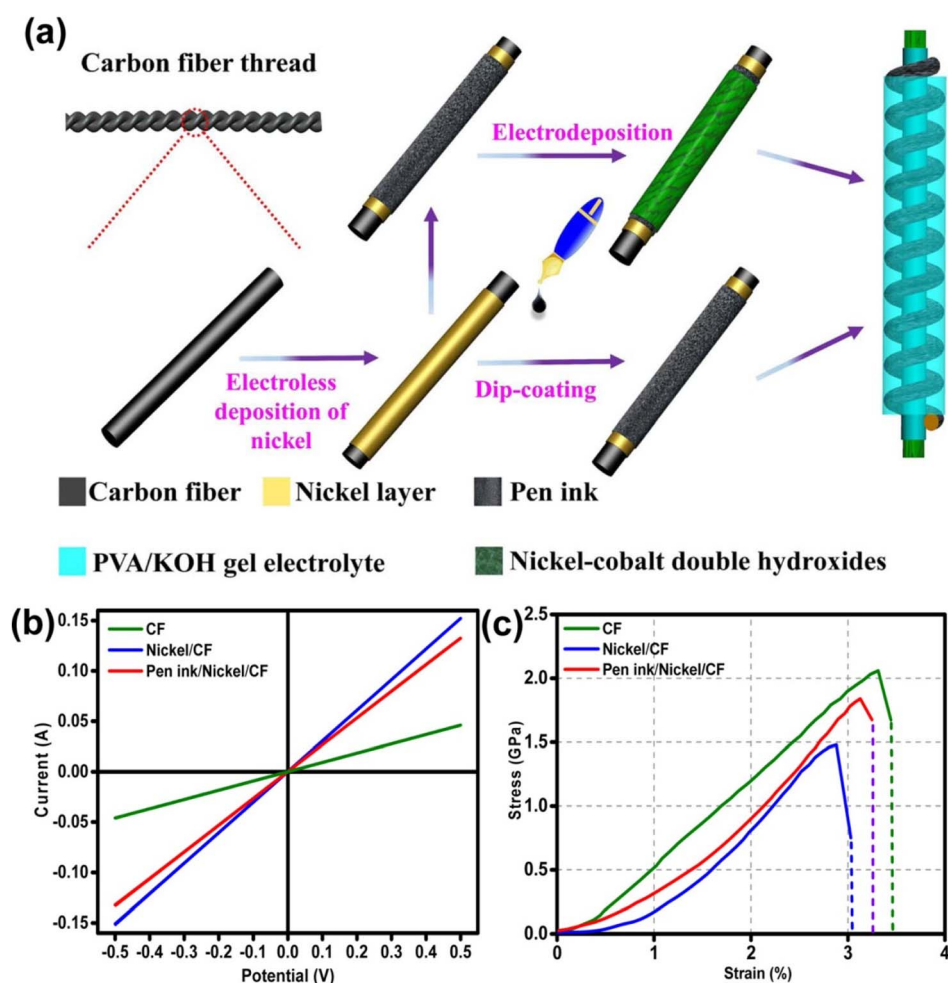 (a)
Carbon fiber thread
Electrodeposition
Electroless
deposition of
nickel
Dip-coating
Carbon fiber
Nickel layer
Pen ink
PVA/KOH gel electrolyte
Nickel-cobalt double hydroxides
(b)
CF
Nickel/CF
Pen ink/Nickel/CF
Current (A)
0.15
0.10
0.05
0.00
-0.05
-0.10
-0.15
-0.5 -0.4 -0.3 -0.2 -0.1 0.0 0.1 0.2 0.3 0.4 0.5
Potential (V)
(c)
CF
Nickel/CF
Pen ink/Nickel/CF
Stress (GPa)
2.5
2.0
1.5
1.0
0.5
0.0
0 1 2 3 4
Strain (%)